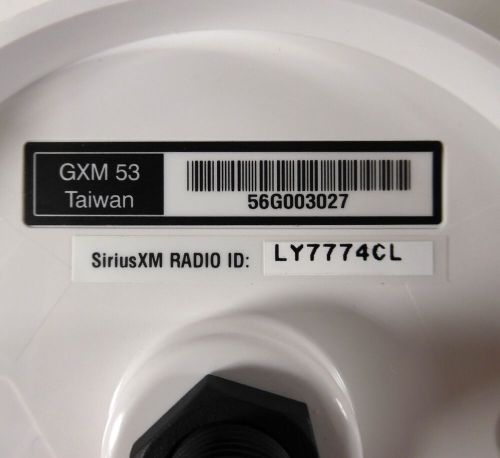 GXM 53
Taiwan
56G003027
SiriusXM RADIO ID: LY7774CL